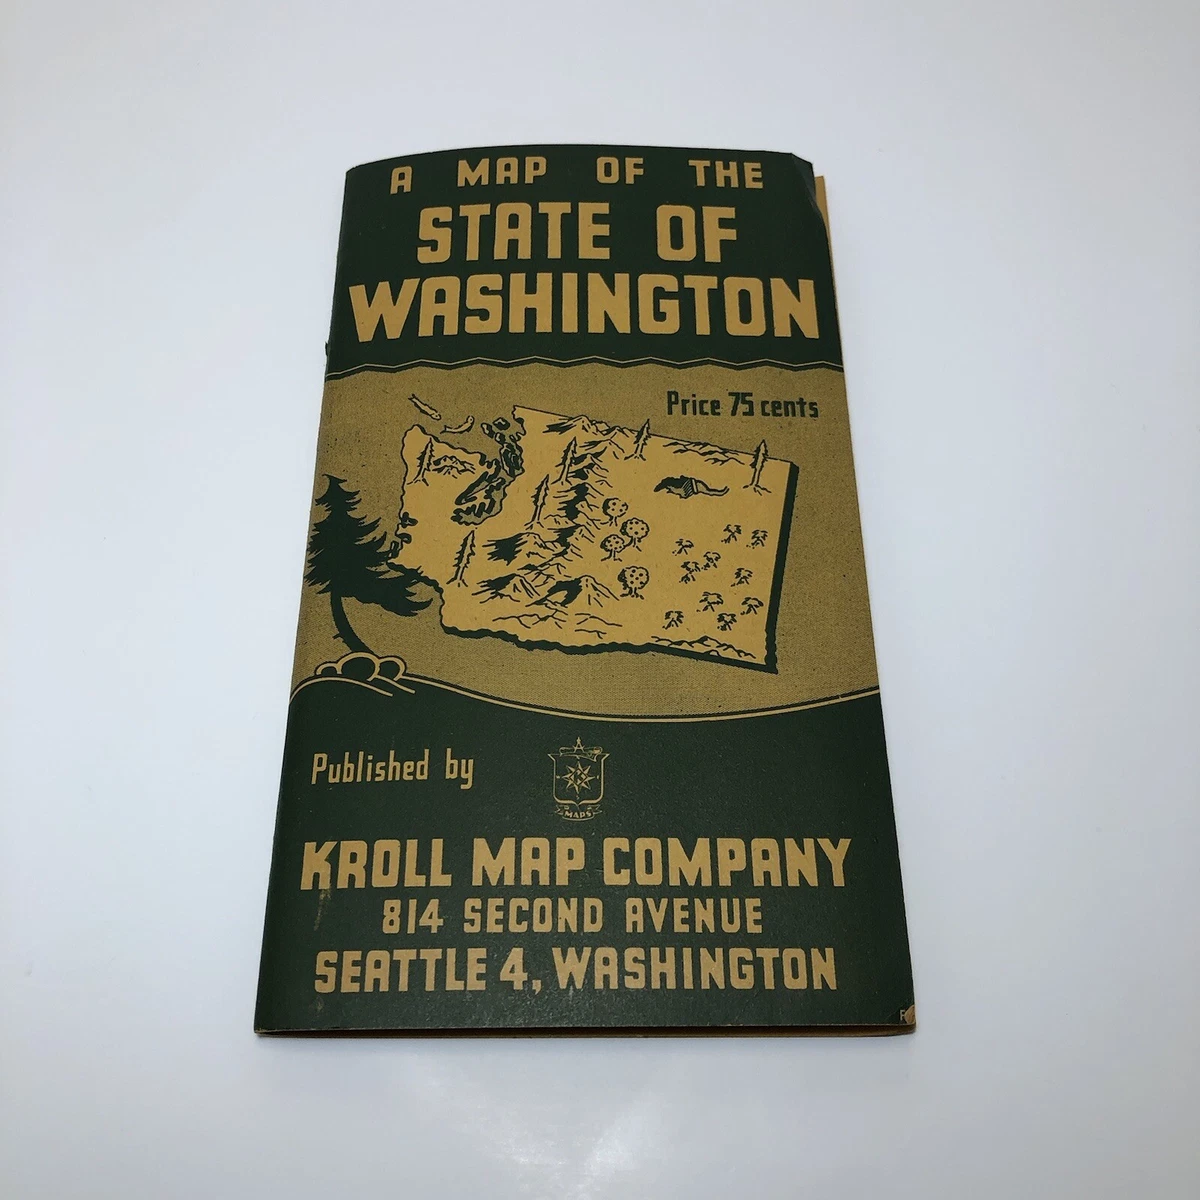 A MAP OF THE
STATE OF
WASHINGTON
Price 75 cents
Published by
MAPS
KROLL MAP COMPANY
814 SECOND AVENUE
SEATTLE 4, WASHINGTON